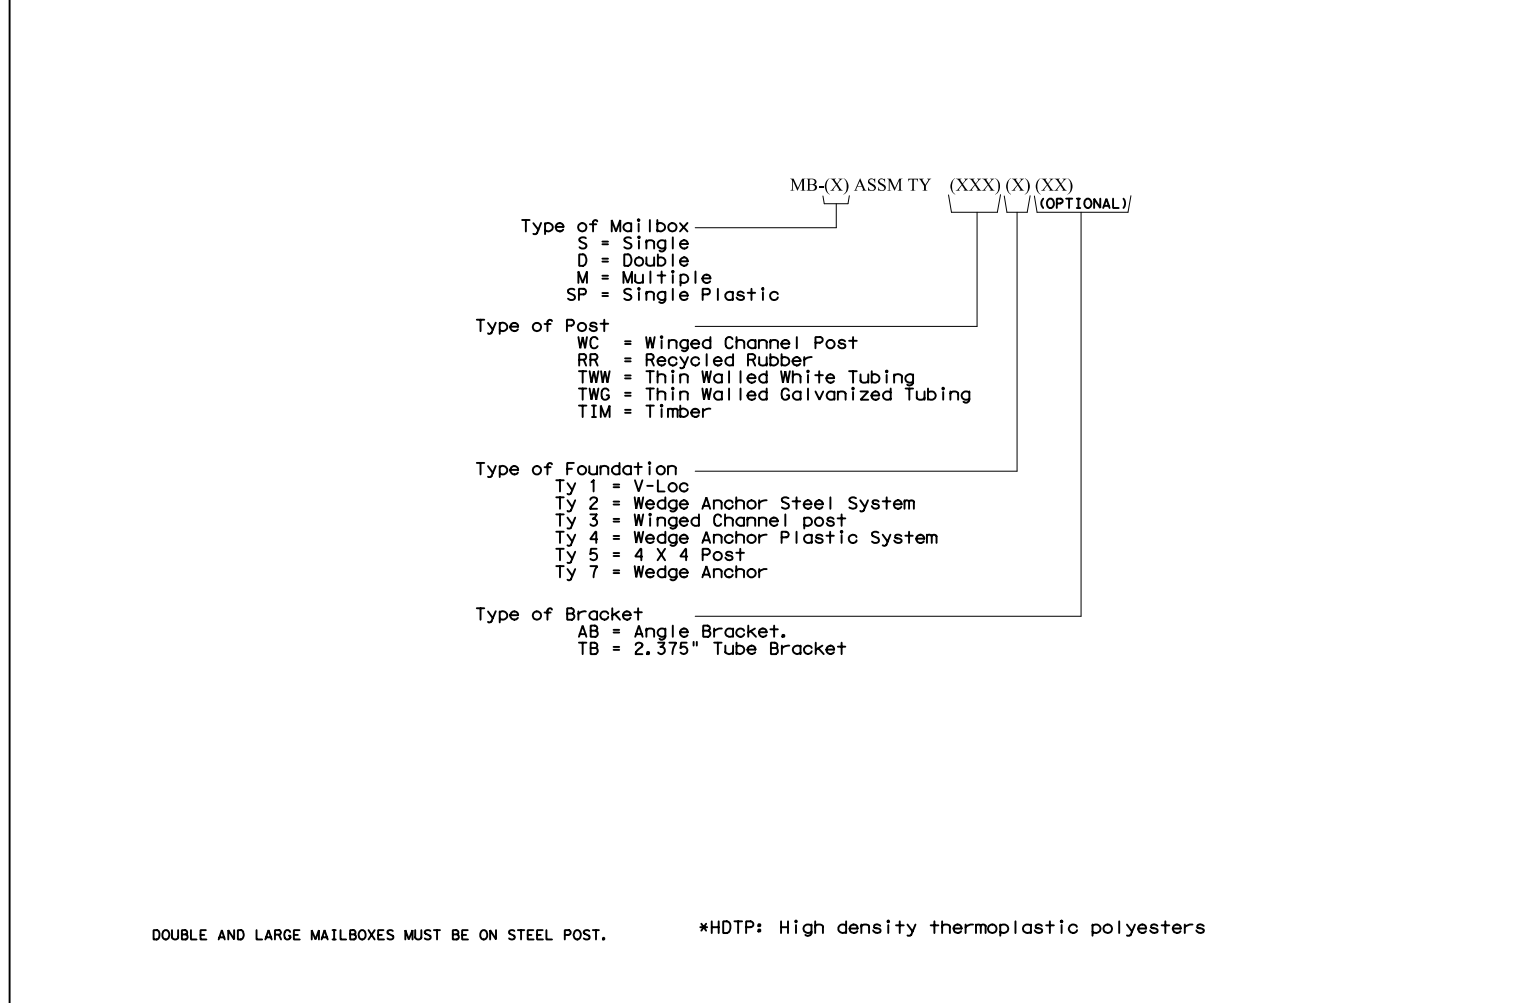 MB-(X) ASSM TY (XXX) (X) (XX)
(OPTIONAL)
Type of Mailbox
S = Single
D = Double
M = Multiple
SP = Single Plastic
Type of Post
WC = Winged Channel Post
RR = Recycled Rubber
TWW = Thin Walled White Tubing
TWG = Thin Walled Galvanized Tubing
TIM = Timber
Type of Foundation
Ty 1 = V-Loc
Ty 2 = Wedge Anchor Steel System
Ty 3 = Winged Channel post
Ty 4 = Wedge Anchor Plastic System
Ty 5 = 4 X 4 Post
Ty 7 = Wedge Anchor
Type of Bracket
AB = Angle Bracket.
TB = 2.375" Tube Bracket
DOUBLE AND LARGE MAILBOXES MUST BE ON STEEL POST.
*HDTP: High density thermoplastic polyesters